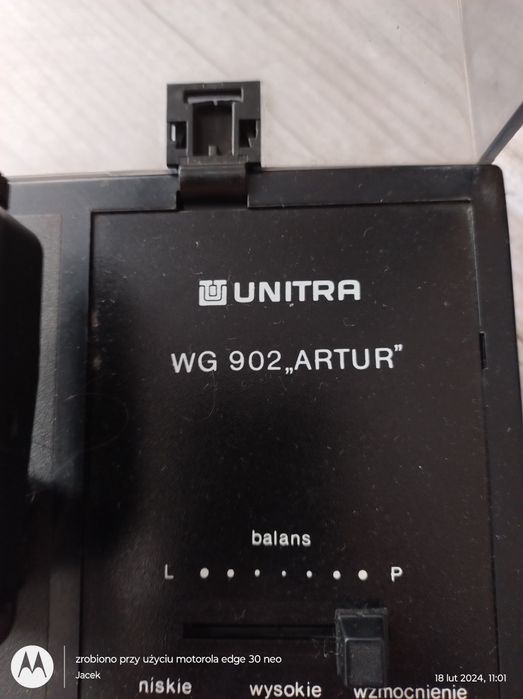 UNITRA
WG 902 „ARTUR”
balans
L P
niskie wysokie wzmocnienie
zrobiono przy użyciu motorola edge 30 neo
Jacek 18 lut 2024, 11:01